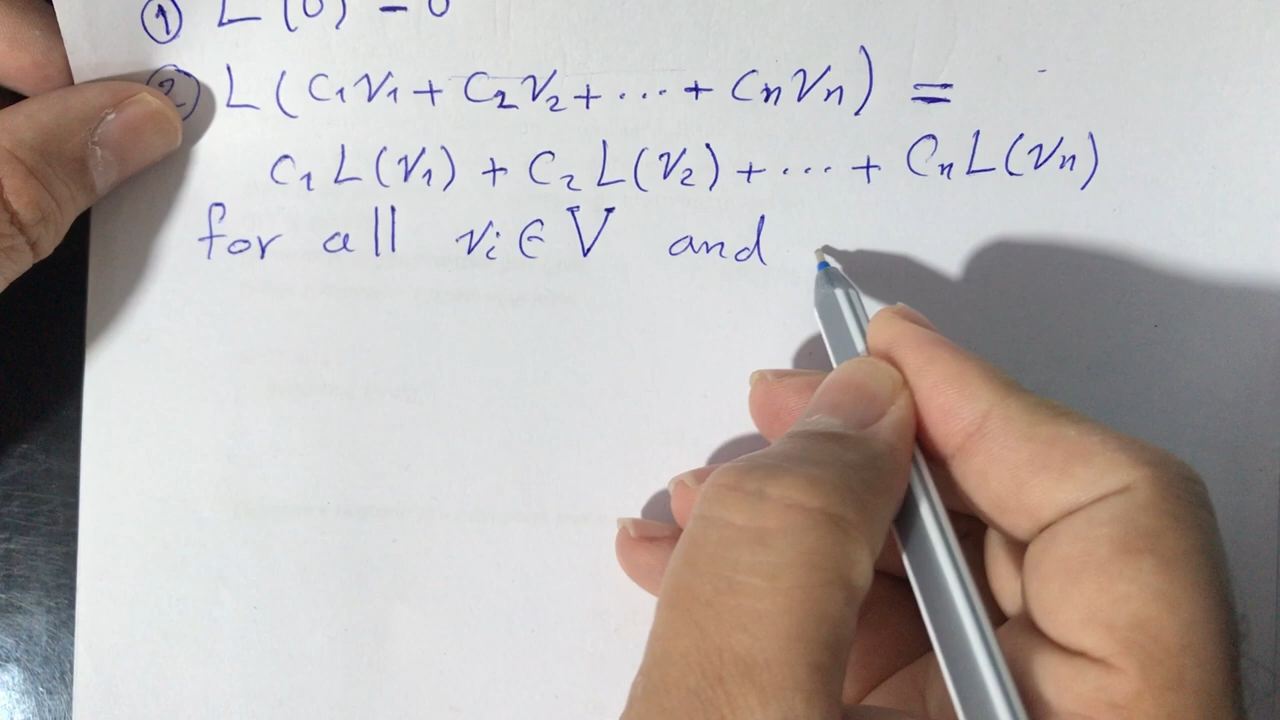 ① L(0) = 0
② L(C₁V₁ + C₂V₂ + ... + CₙVₙ) =
C₁L(V₁) + C₂L(V₂) + ... + CₙL(Vₙ)
for all vᵢ ∈ V and